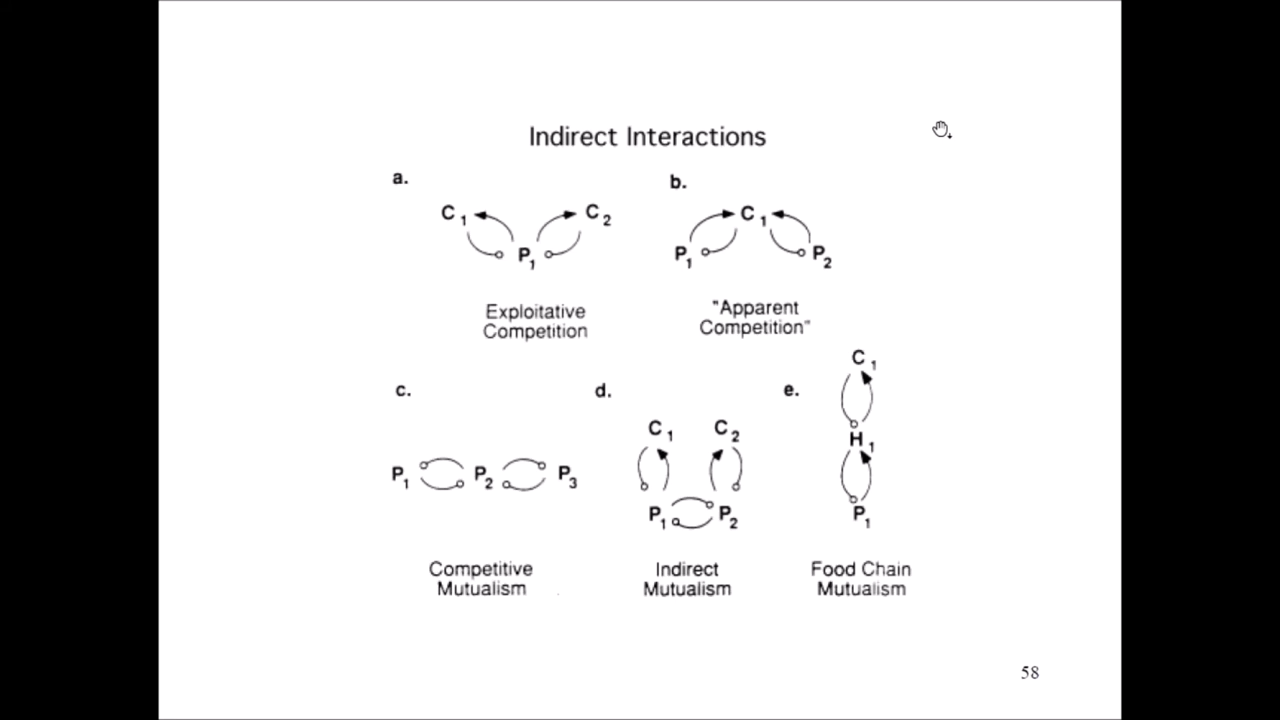 Indirect Interactions
a.
b.
C1 C2
P1
C1
P1 P2
Exploitative
Competition
"Apparent
Competition"
c.
d.
e.
P1 P2 P3
C1 C2
P1 P2
C1
H1
P1
Competitive
Mutualism
Indirect
Mutualism
Food Chain
Mutualism
58